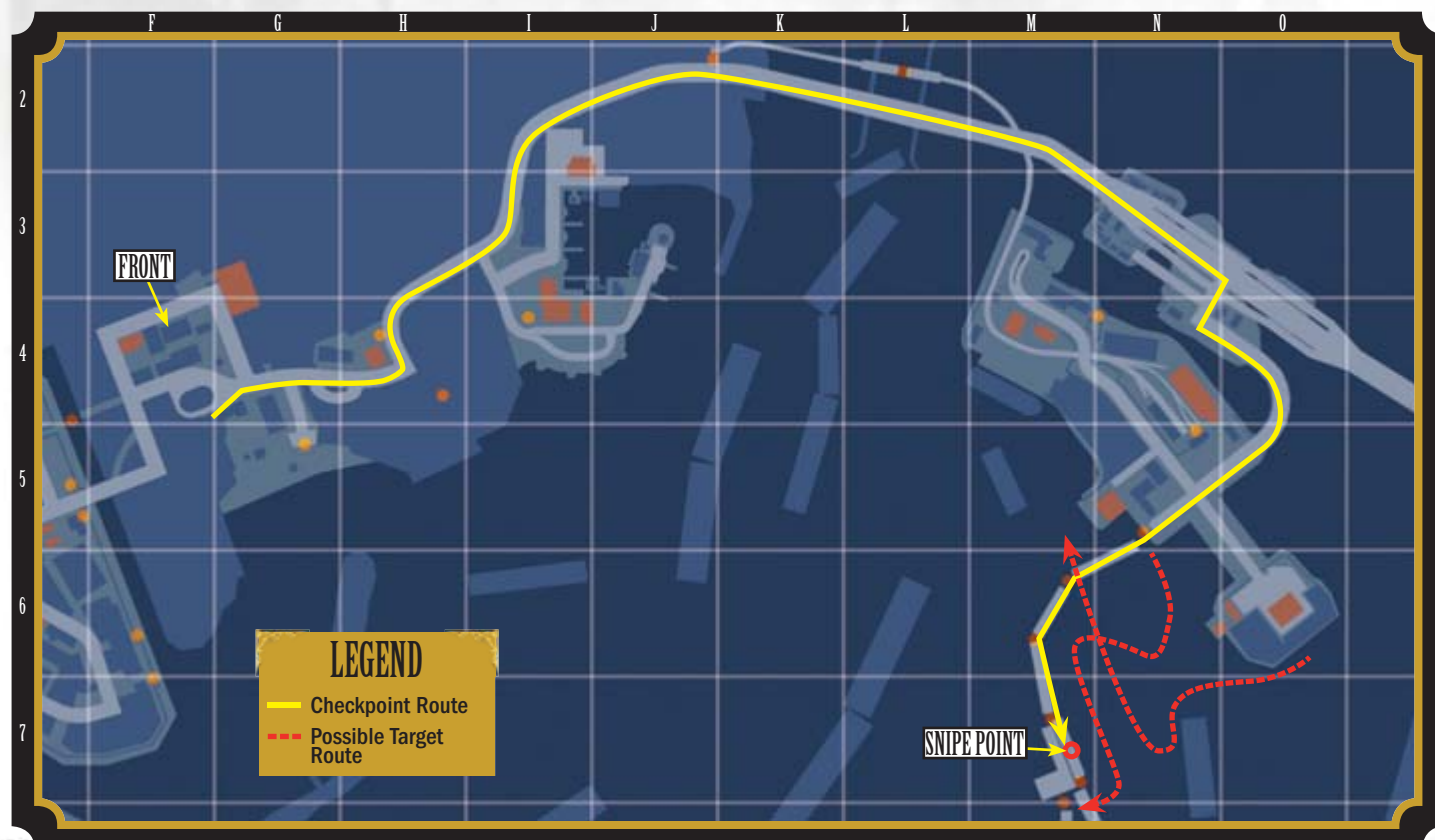 F G H I J K L M N O
2
3
FRONT
4
5
6
LEGEND
Checkpoint Route
Possible Target
Route
7
SNIPE POINT